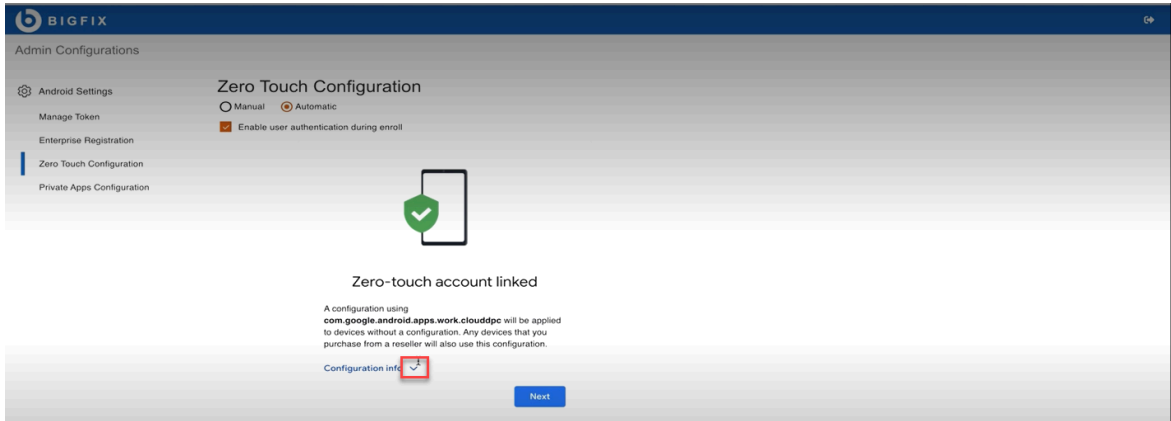 BIGFIX
Admin Configurations
Android Settings
Manage Token
Enterprise Registration
Zero Touch Configuration
Private Apps Configuration
Zero Touch Configuration
Manual Automatic
Enable user authentication during enroll
Zero-touch account linked
A configuration using
com.google.android.apps.work.clouddpc will be applied
to devices without a configuration. Any devices that you
purchase from a reseller will also use this configuration.
Configuration info
Next